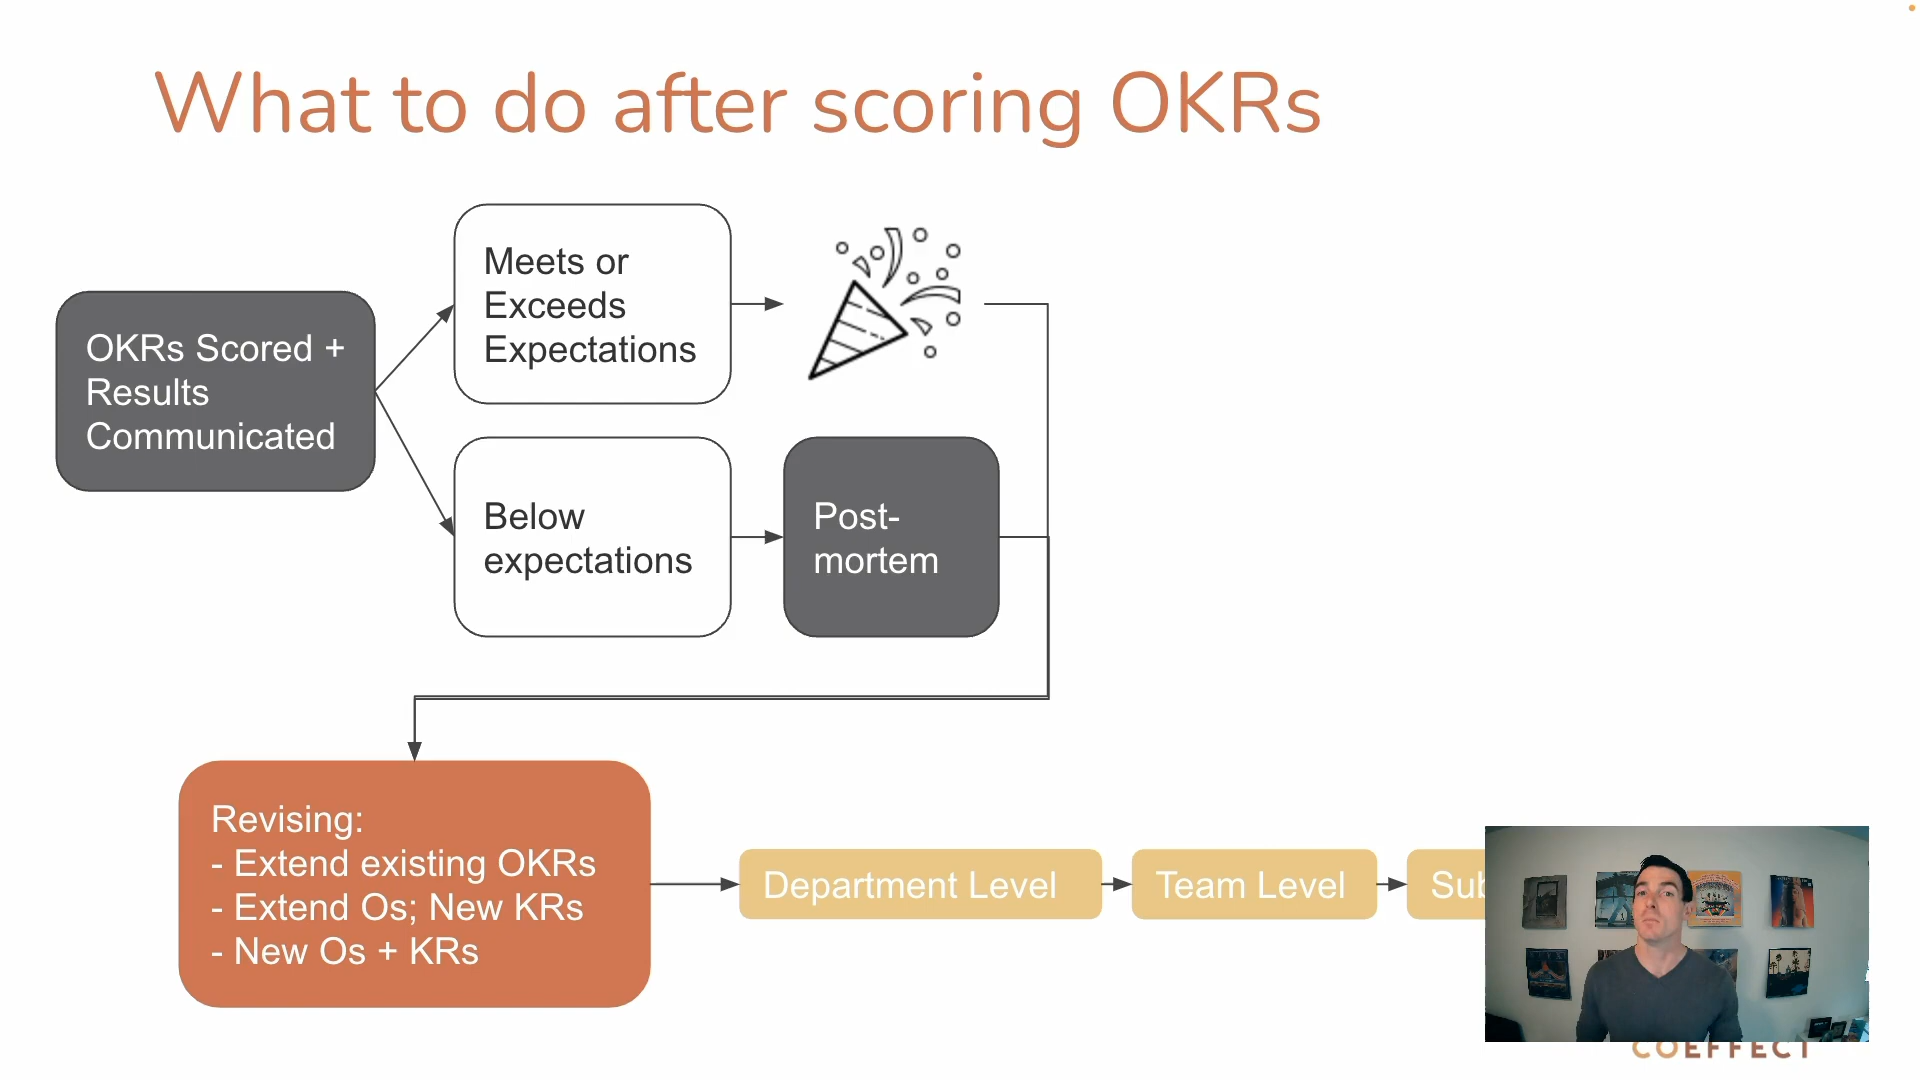 What to do after scoring OKRs
OKRs Scored +
Results
Communicated
Meets or
Exceeds
Expectations
Below
expectations
Post-
mortem
Revising:
- Extend existing OKRs
- Extend Os; New KRs
- New Os + KRs
Department Level
Team Level
COEFFECT